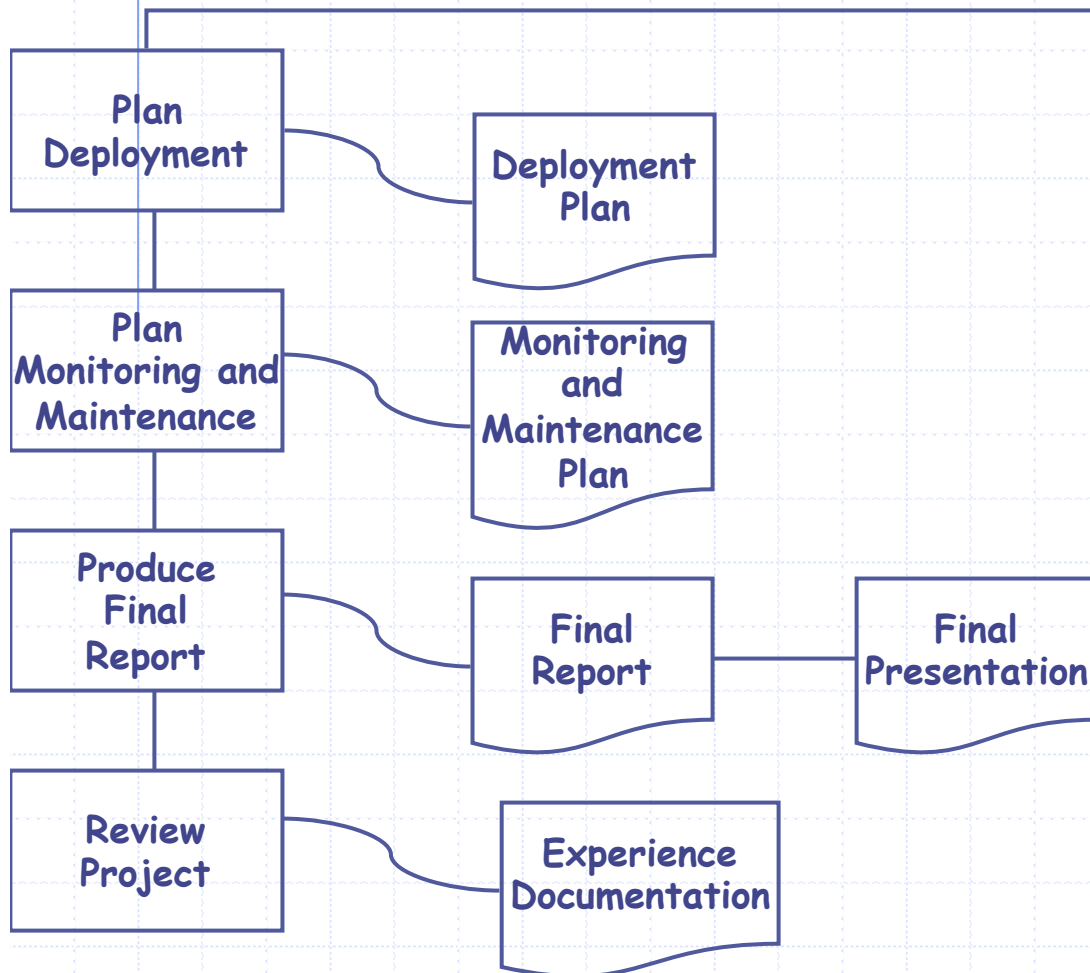 Plan
Deployment
Deployment
Plan
Plan
Monitoring and
Maintenance
Monitoring
and
Maintenance
Plan
Produce
Final
Report
Final
Report
Final
Presentation
Review
Project
Experience
Documentation